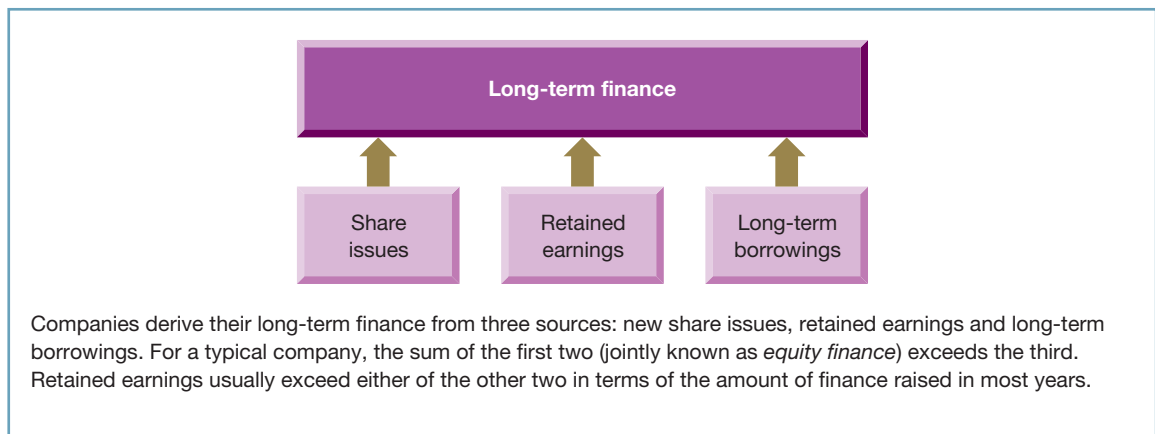 Long-term finance
Share
issues
Retained
earnings
Long-term
borrowings
Companies derive their long-term finance from three sources: new share issues, retained earnings and long-term
borrowings. For a typical company, the sum of the first two (jointly known as equity finance) exceeds the third.
Retained earnings usually exceed either of the other two in terms of the amount of finance raised in most years.